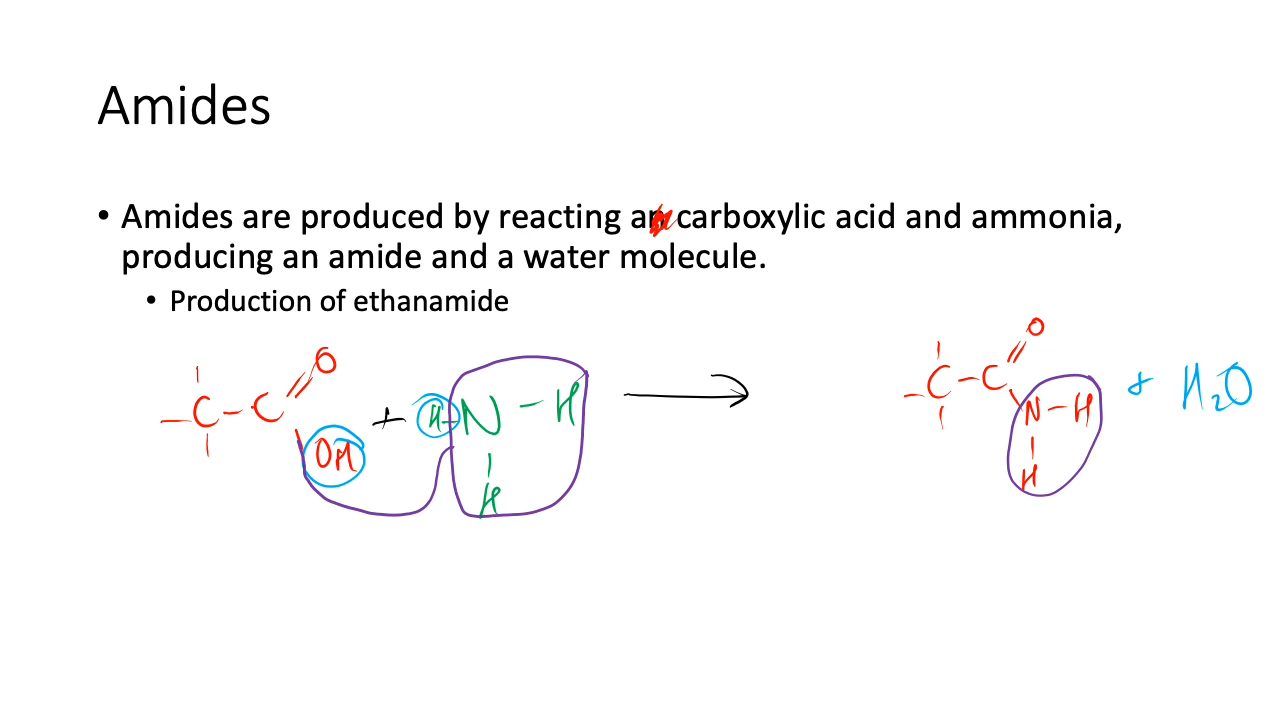 Amides
• Amides are produced by reacting a carboxylic acid and ammonia,
producing an amide and a water molecule.
• Production of ethanamide
O
C-C OH + H-N-H
H
O
C-C N-H + H₂O
H